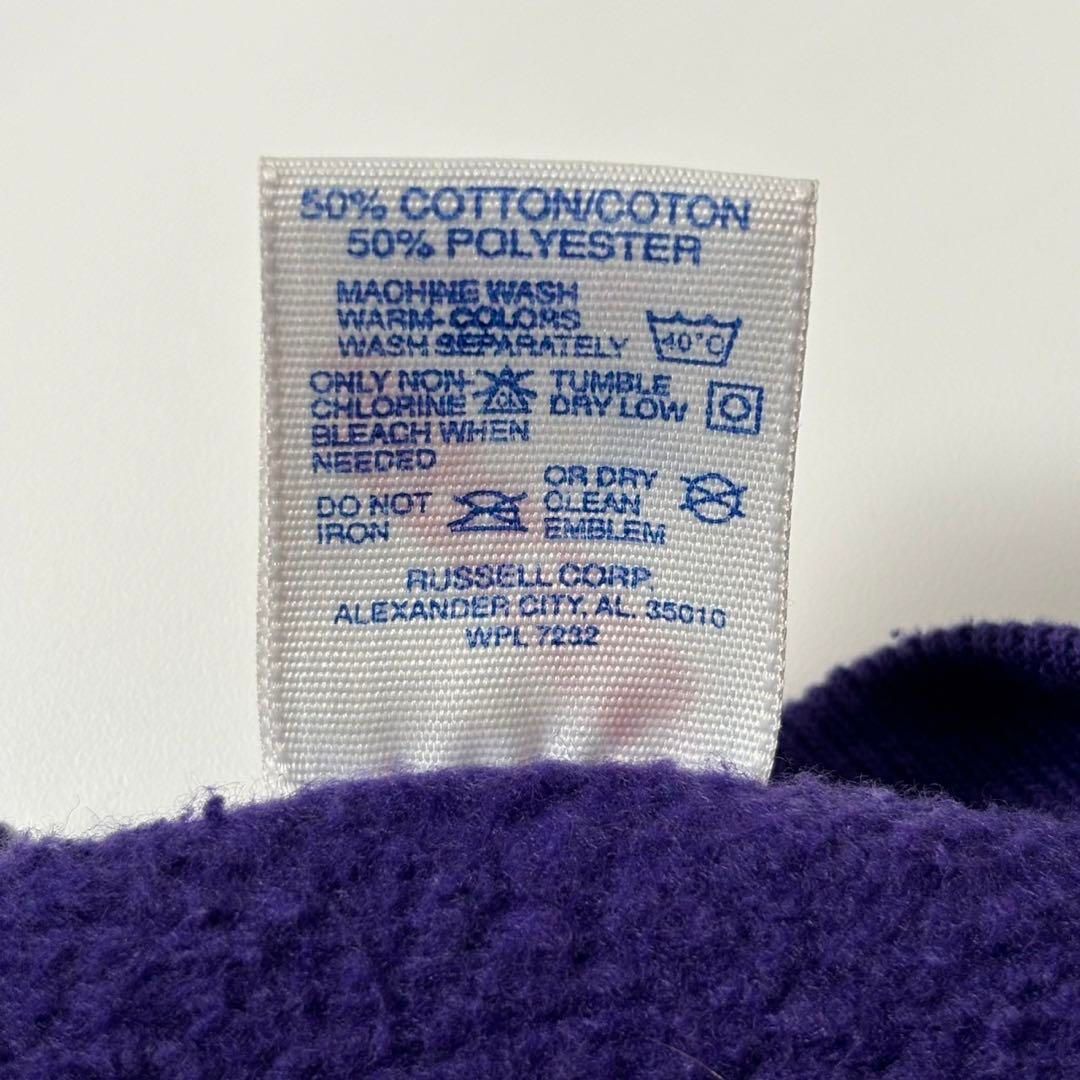 50% COTTON/COTON
50% POLYESTER
MACHINE WASH
WARM-COLORS
WASH SEPARATELY
40°C
ONLY NON-
CHLORINE
BLEACH WHEN
NEEDED
TUMBLE
DRY LOW
DO NOT
IRON
OR DRY
CLEAN
EMBLEM
RUSSELL CORP.
ALEXANDER CITY, AL. 35010
WPL 7232